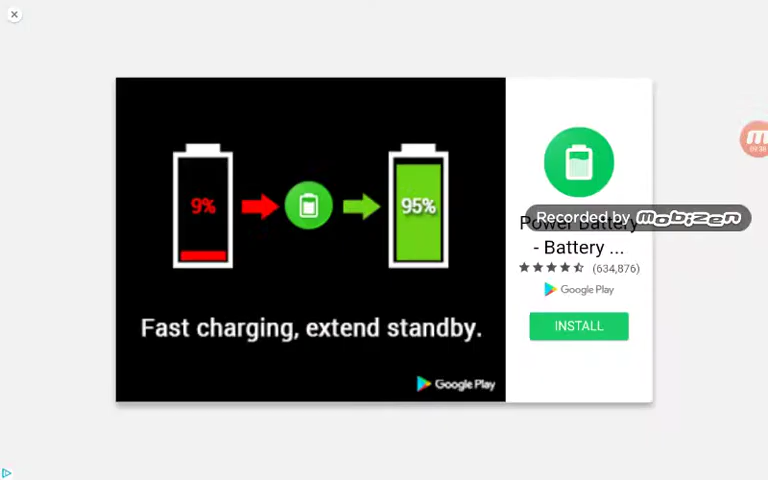 9%
95%
Fast charging, extend standby.
Google Play
Power Battery
- Battery ...
(634,876)
Google Play
INSTALL
Recorded by mobizen